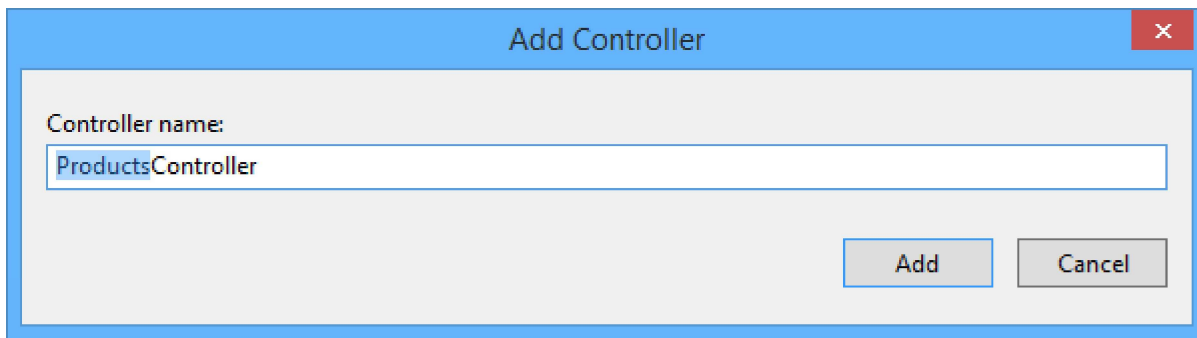 Add Controller
Controller name:
ProductsController
Add Cancel